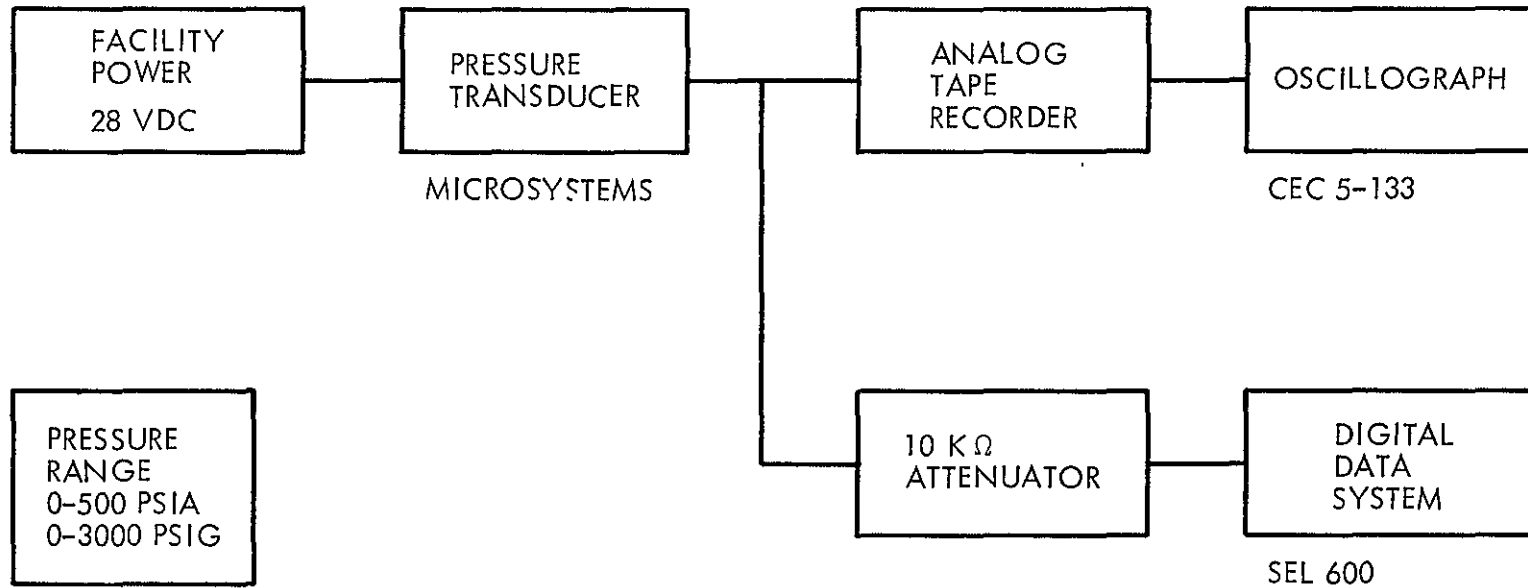 FACILITY
POWER
28 VDC
PRESSURE
TRANSDUCER
MICROSYSTEMS
ANALOG
TAPE
RECORDER
OSCILLOGRAPH
CEC 5-133
PRESSURE
RANGE
0-500 PSIA
0-3000 PSIG
10 K Ω
ATTENUATOR
DIGITAL
DATA
SYSTEM
SEL 600